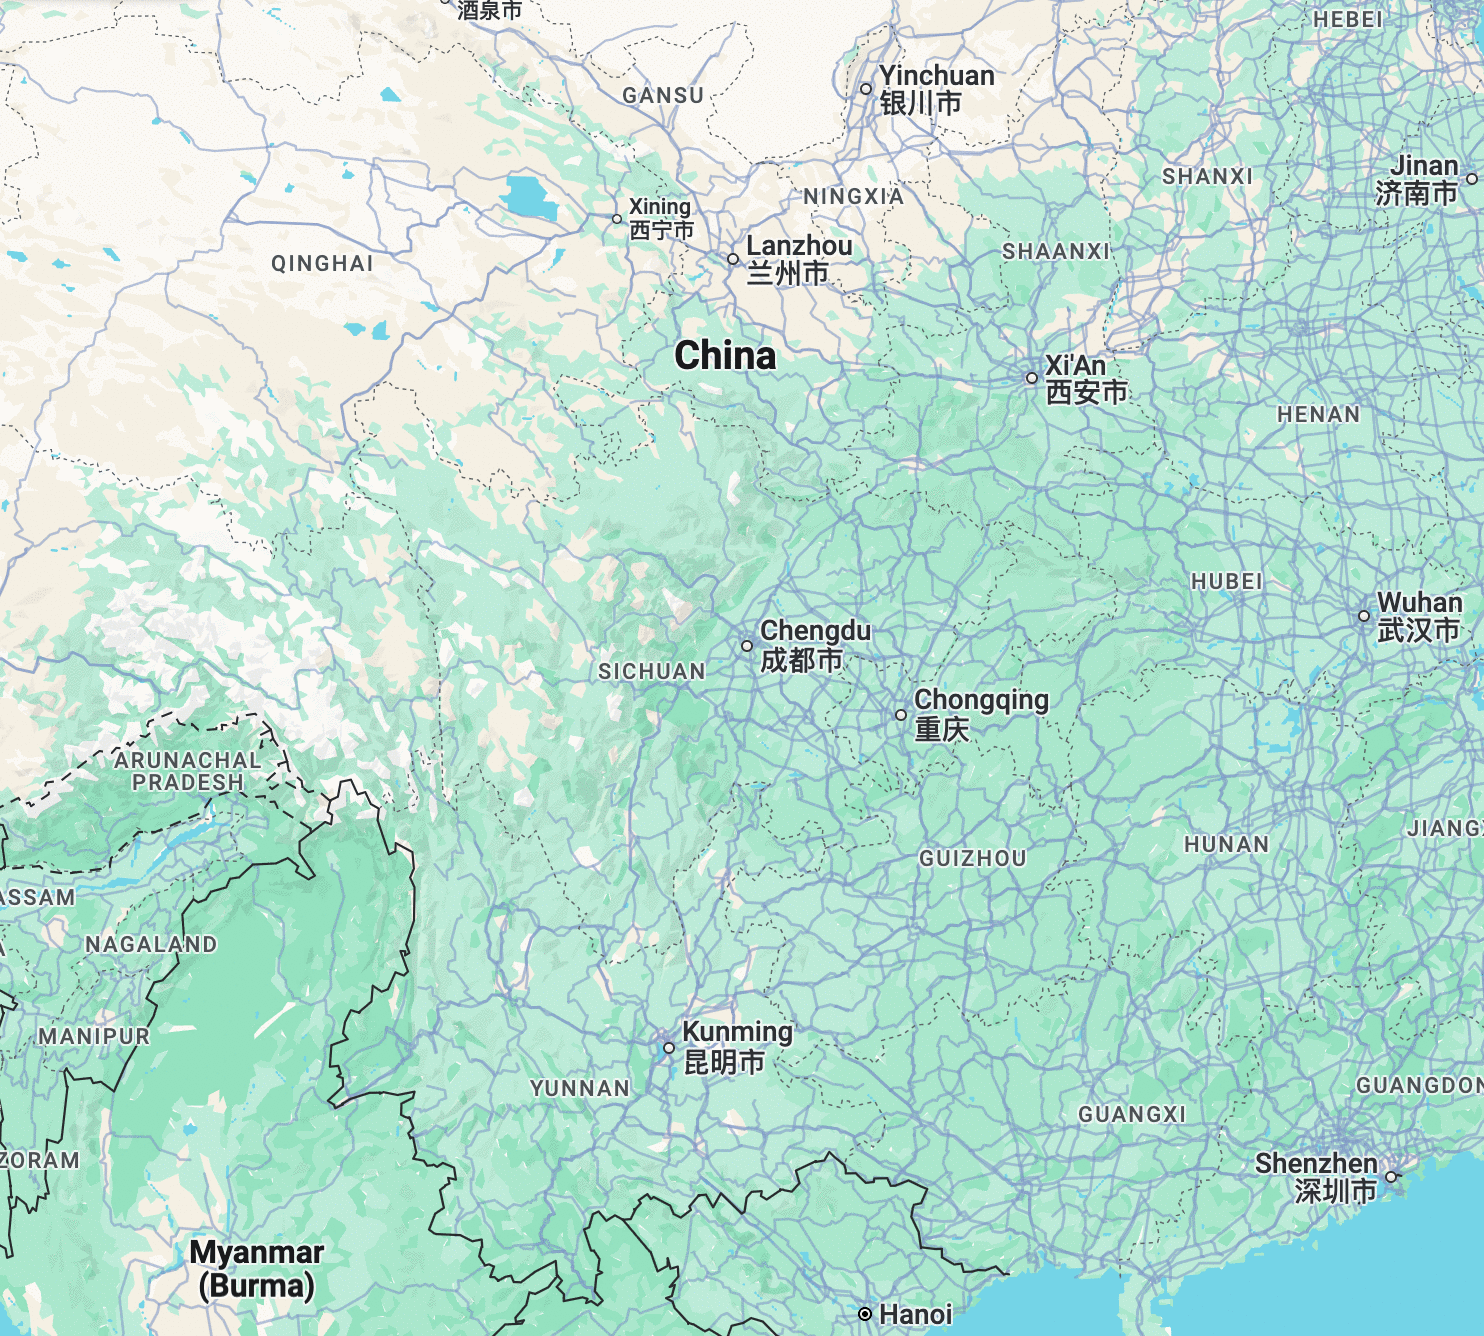 酒泉市
HEBEI
GANSU
Yinchuan
银川市
Jinan
济南市
SHANXI
NINGXIA
Xining
西宁市
Lanzhou
兰州市
SHAANXI
QINGHAI
China
Xi'An
西安市
HENAN
HUBEI
Wuhan
武汉市
Chengdu
成都市
SICHUAN
Chongqing
重庆
ARUNACHAL
PRADESH
JIANG
HUNAN
GUIZHOU
ASSAM
NAGALAND
MANIPUR
Kunming
昆明市
YUNNAN
GUANGDON
GUANGXI
ZORAM
Shenzhen
深圳市
Myanmar
(Burma)
Hanoi